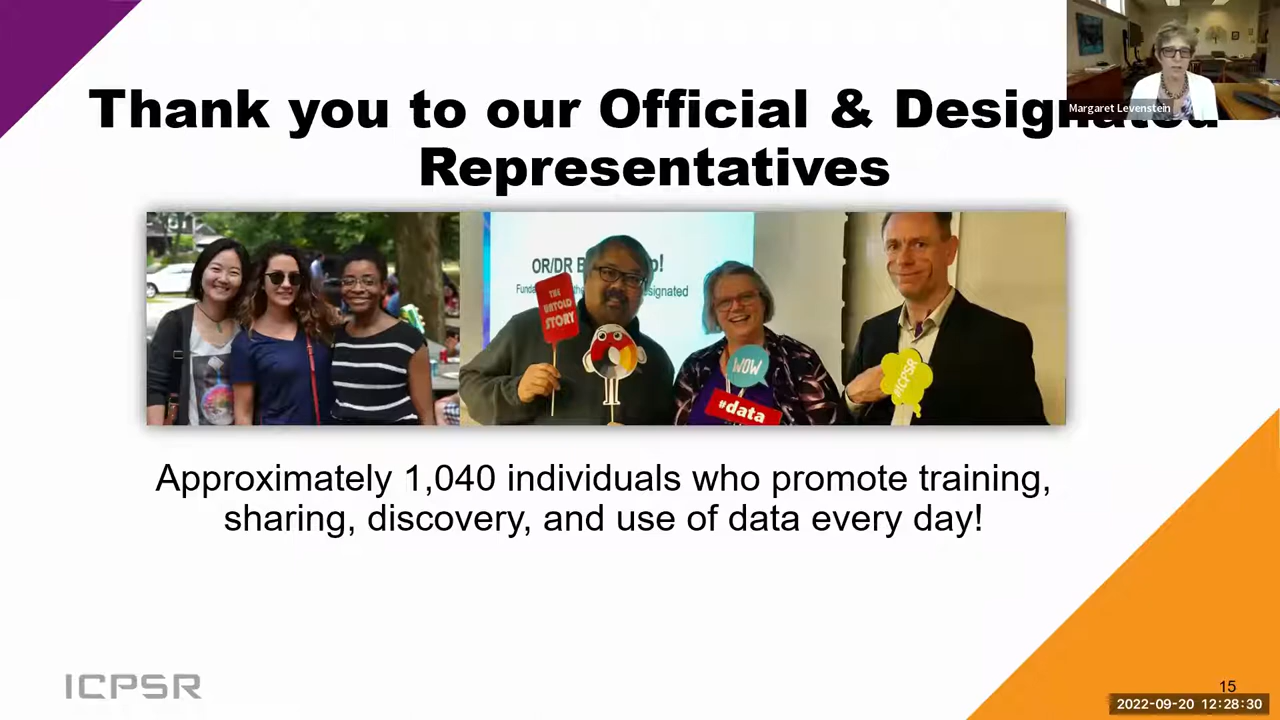 Margaret Levenstein
Thank you to our Official & Designated
Representatives
OR/DR B
THE
UNTOLD
STORY
WOW
#data
#ICPSR
Approximately 1,040 individuals who promote training,
sharing, discovery, and use of data every day!
ICPSR
15
2022-09-20 12:28:30